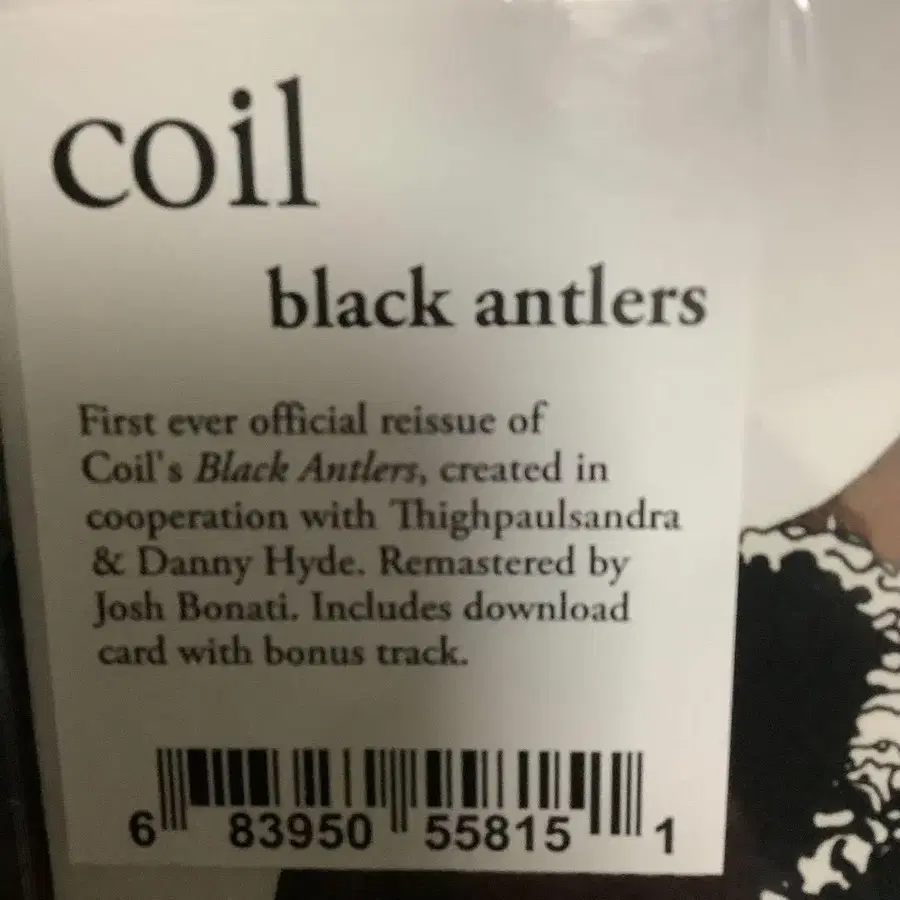 coil
black antlers
First ever official reissue of
Coil's Black Antlers, created in
cooperation with Thighpaulsandra
& Danny Hyde. Remastered by
Josh Bonati. Includes download
card with bonus track.
6 83950 55815 1